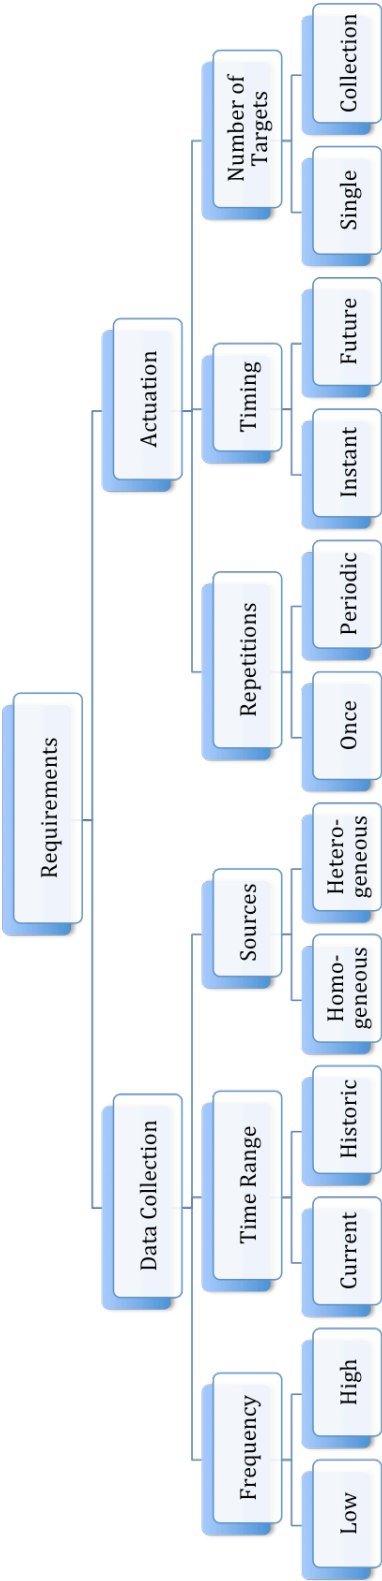 Requirements
Data Collection
Actuation
Frequency
Time Range
Sources
Repetitions
Timing
Number of
Targets
Low
High
Current
Historic
Homo-
geneous
Hetero-
geneous
Once
Periodic
Instant
Future
Single
Collection